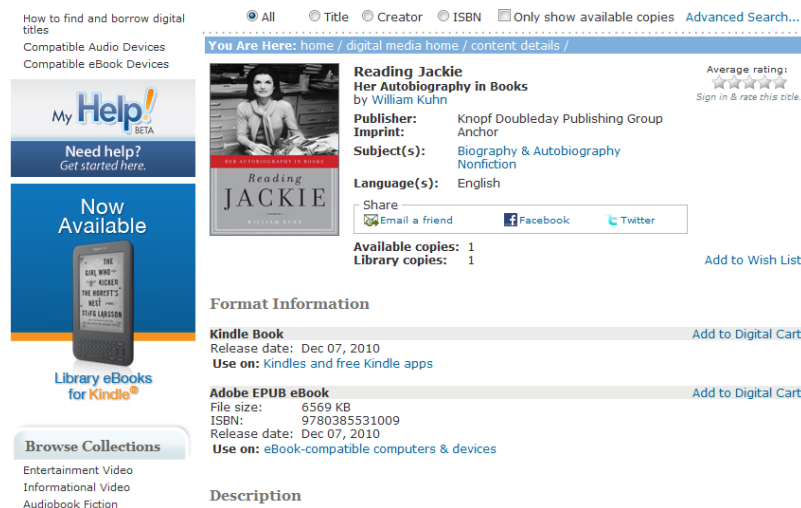 How to find and borrow digital
titles
Compatible Audio Devices
Compatible eBook Devices
My Help!
BETA
Need help?
Get started here.
Now
Available
THE
GIRL WHO
KICKED
THE HORNET'S
NEST
STIEG LARSSON
Library eBooks
for Kindle®
Browse Collections
Entertainment Video
Informational Video
Audiobook Fiction
All Title Creator ISBN Only show available copies Advanced Search...
You Are Here: home / digital media home / content details /
HER AUTOBIOGRAPHY IN BOOKS
Reading
JACKIE
WILLIAM KUHN
Reading Jackie
Her Autobiography in Books
by William Kuhn
Publisher: Knopf Doubleday Publishing Group
Imprint: Anchor
Subject(s): Biography & Autobiography
Nonfiction
Language(s): English
Share
Email a friend Facebook Twitter
Available copies: 1
Library copies: 1
Average rating:
Sign in & rate this title.
Add to Wish List
Format Information
Kindle Book Add to Digital Cart
Release date: Dec 07, 2010
Use on: Kindles and free Kindle apps
Adobe EPUB eBook Add to Digital Cart
File size: 6569 KB
ISBN: 9780385531009
Release date: Dec 07, 2010
Use on: eBook-compatible computers & devices
Description